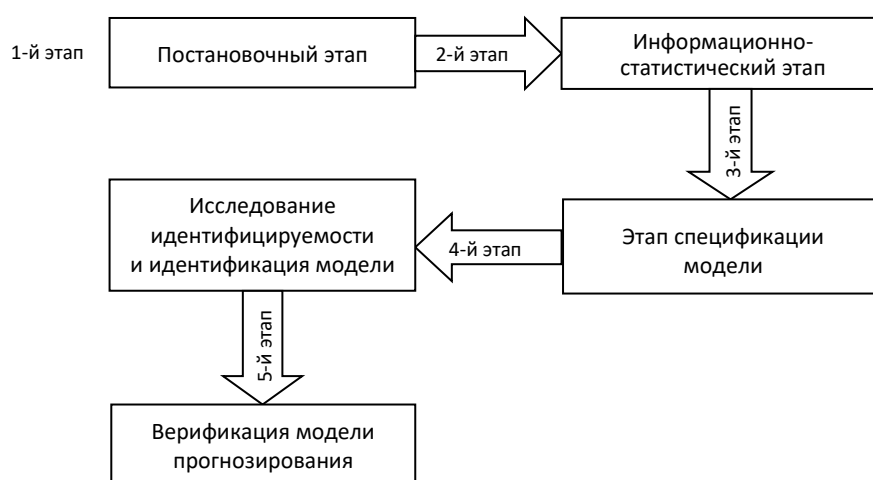 1-й этап
Постановочный этап
2-й этап
Информационно-
статистический этап
3-й этап
Этап спецификации
модели
4-й этап
Исследование
идентифицируемости
и идентификация модели
5-й этап
Верификация модели
прогнозирования